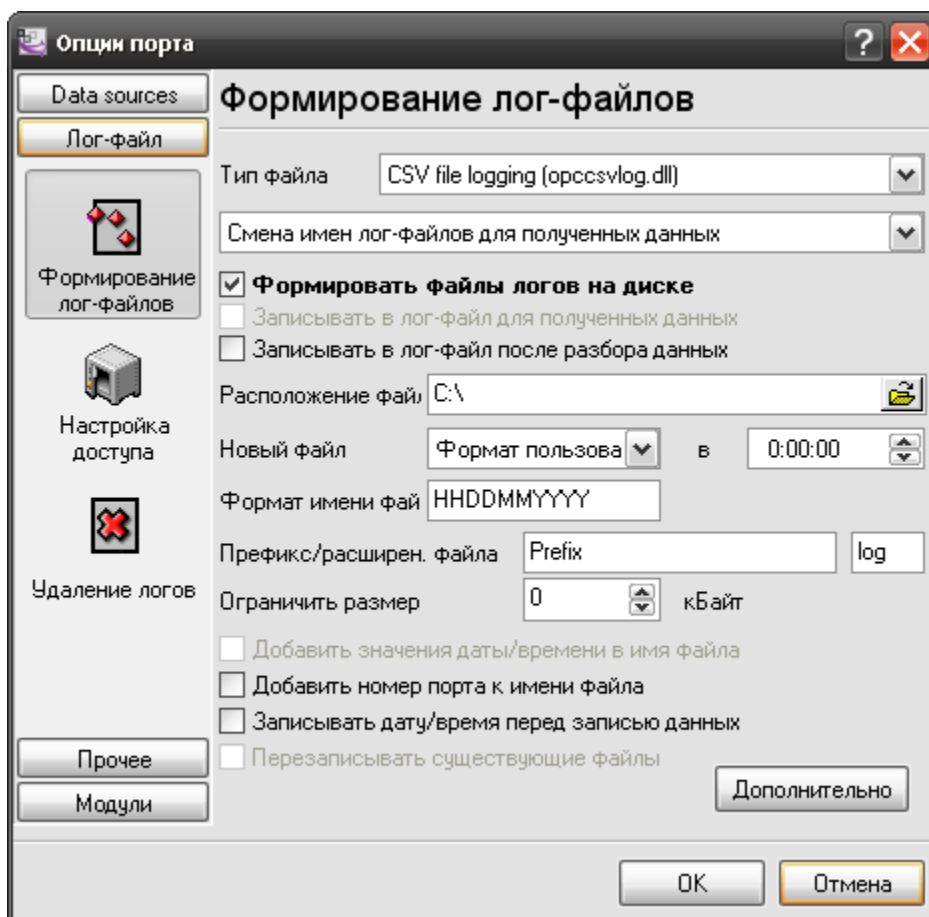 Опции порта
?
Data sources
Лог-файл
Формирование
лог-файлов
Настройка
доступа
Удаление логов
Прочее
Модули
Формирование лог-файлов
Тип файла CSV file logging (opccsvlog.dll)
Смена имен лог-файлов для полученных данных
Формировать файлы логов на диске
Записывать в лог-файл для полученных данных
Записывать в лог-файл после разбора данных
Расположение фай C:\
Новый файл Формат пользова в 0:00:00
Формат имени фай HHDDMMYYYY
Префикс/расширен. файла Prefix log
Ограничить размер 0 кБайт
Добавить значения даты/времени в имя файла
Добавить номер порта к имени файла
Записывать дату/время перед записью данных
Перезаписывать существующие файлы
Дополнительно
OK Отмена